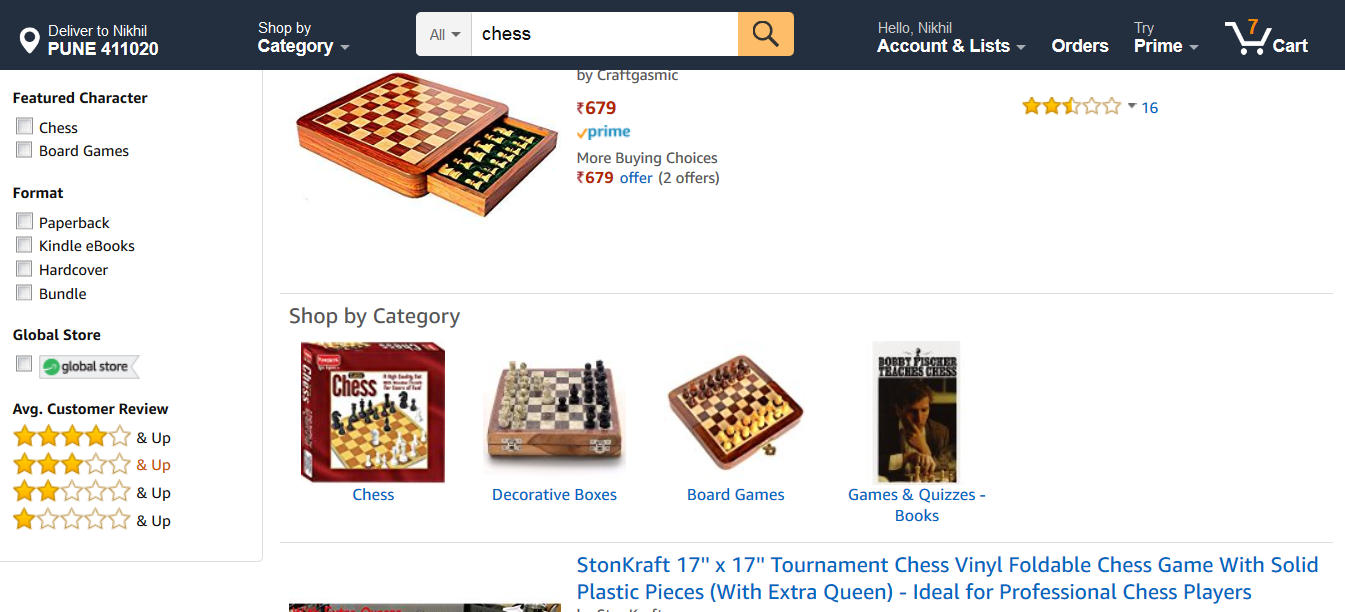 Deliver to Nikhil
PUNE 411020
Shop by
Category
All
chess
Hello, Nikhil
Account & Lists
Orders
Try
Prime
7
Cart
Featured Character
Chess
Board Games
Format
Paperback
Kindle eBooks
Hardcover
Bundle
Global Store
global store
Avg. Customer Review
& Up
& Up
& Up
& Up
by Craftgasmic
₹679
prime
More Buying Choices
₹679 offer (2 offers)
16
Shop by Category
Chess
Chess
Decorative Boxes
Board Games
BOBBY FISCHER
TEACHES CHESS
Games & Quizzes -
Books
StonKraft 17" x 17" Tournament Chess Vinyl Foldable Chess Game With Solid
Plastic Pieces (With Extra Queen) - Ideal for Professional Chess Players